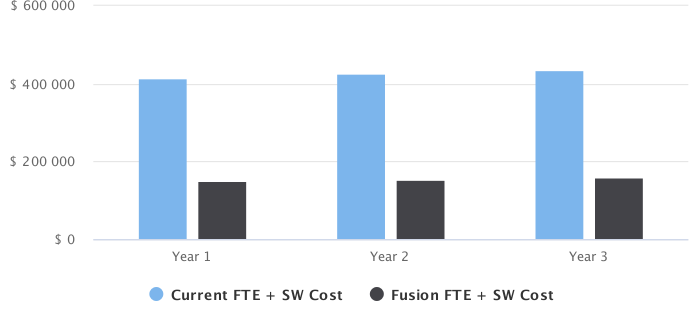 $ 600 000
$ 400 000
$ 200 000
$ 0
Year 1 Year 2 Year 3
Current FTE + SW Cost Fusion FTE + SW Cost